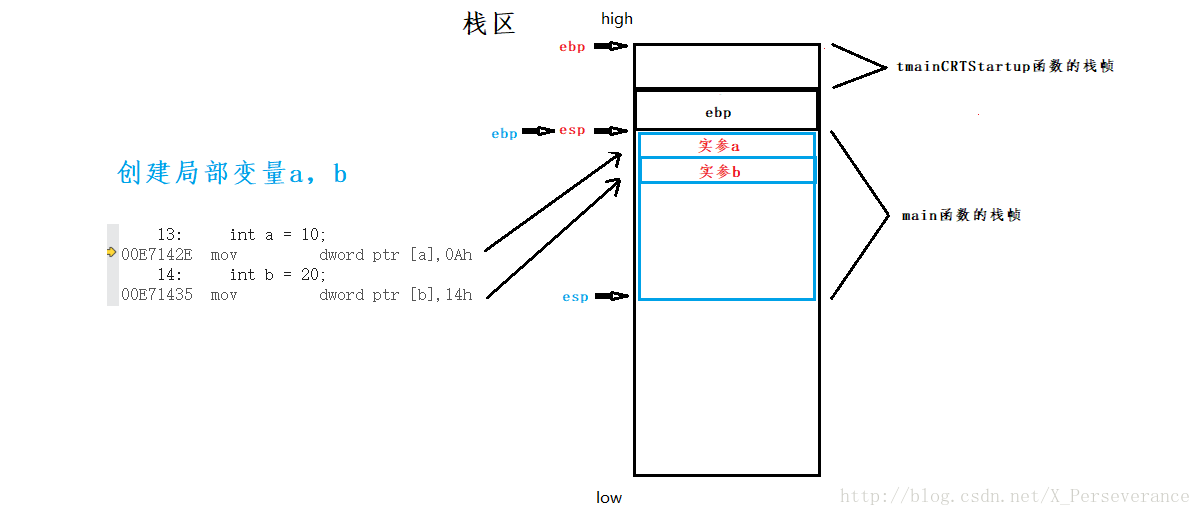 栈区
high
ebp
tmainCRTStartup函数的栈帧
ebp
ebp
esp
实参a
实参b
创建局部变量a，b
main函数的栈帧
13: int a = 10;
00E7142E mov dword ptr [a],0Ah
14: int b = 20;
00E71435 mov dword ptr [b],14h
esp
low
http://blog.csdn.net/X_Perseverance